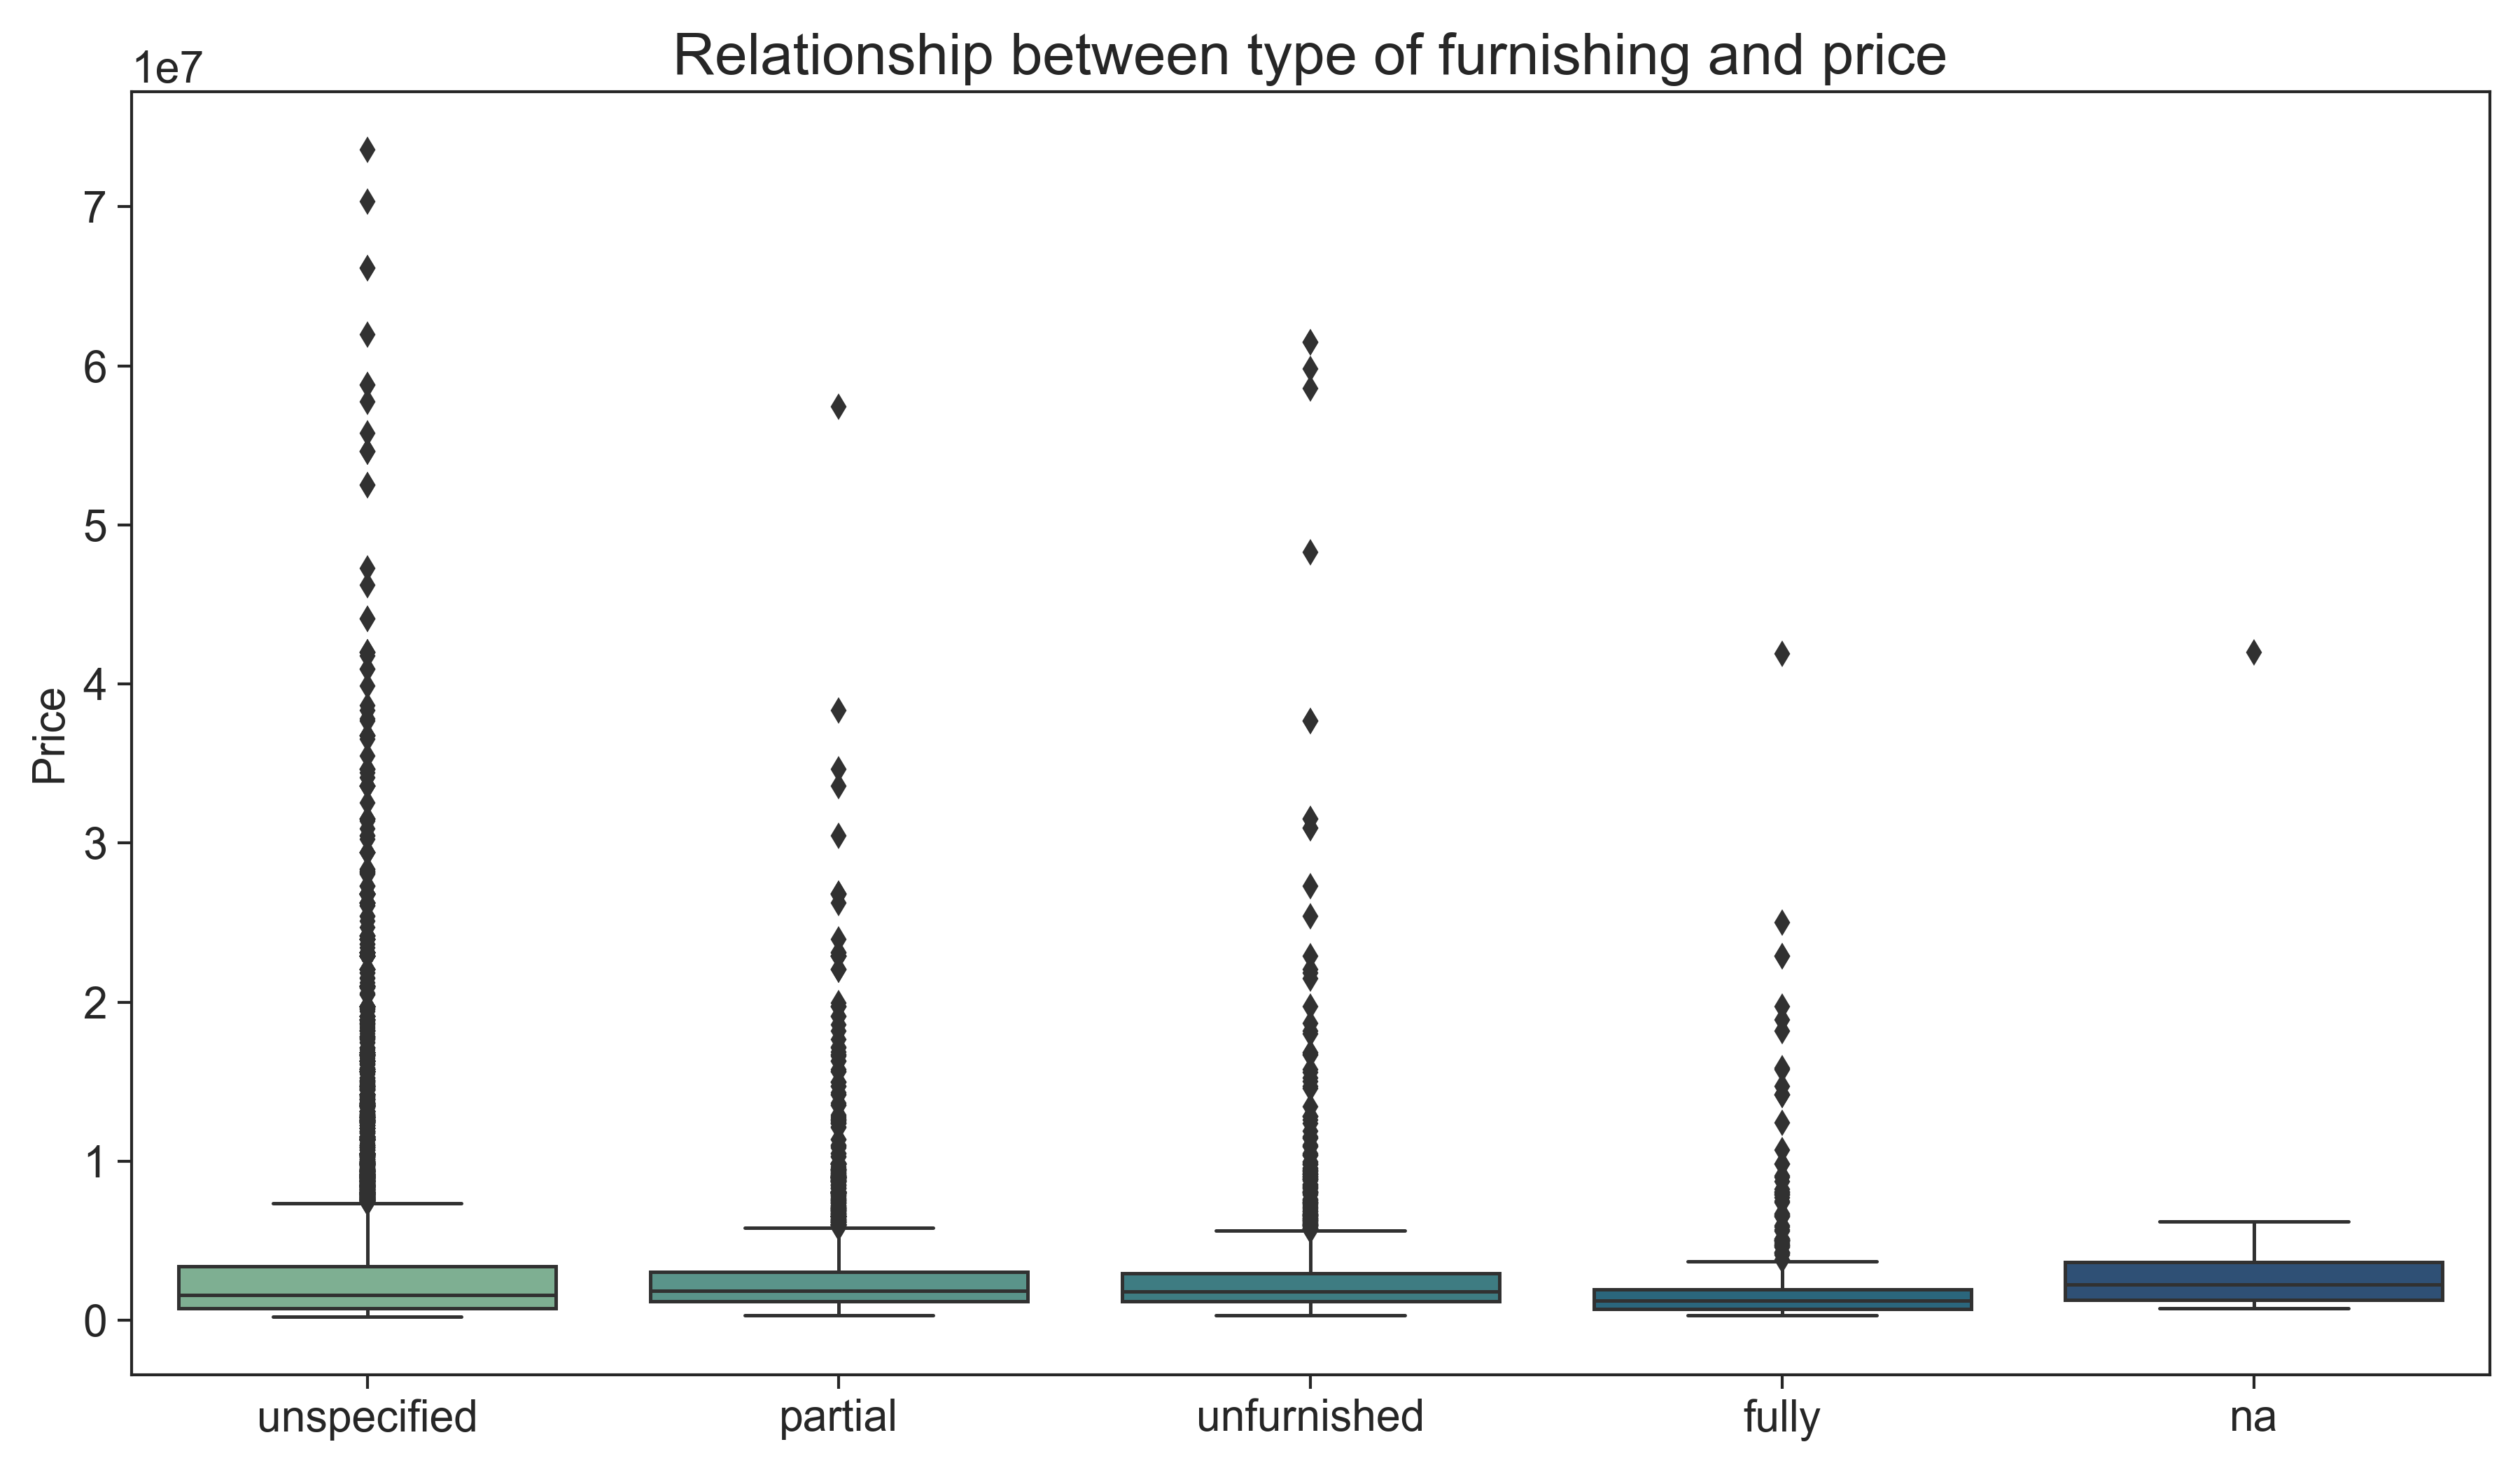 Relationship between type of furnishing and price
1e7
7
6
5
4
3
2
1
0
Price
unspecified
partial
unfurnished
fully
na